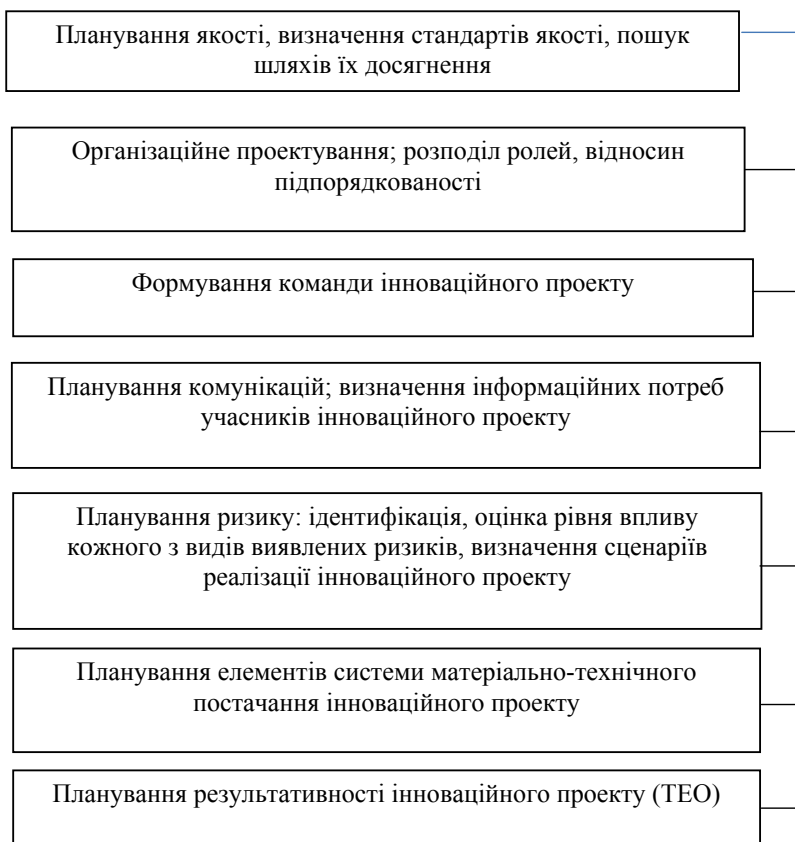 Планування якості, визначення стандартів якості, пошук
шляхів їх досягнення
Організаційне проектування; розподіл ролей, відносин
підпорядкованості
Формування команди інноваційного проекту
Планування комунікацій; визначення інформаційних потреб
учасників інноваційного проекту
Планування ризику: ідентифікація, оцінка рівня впливу
кожного з видів виявлених ризиків, визначення сценаріїв
реалізації інноваційного проекту
Планування елементів системи матеріально-технічного
постачання інноваційного проекту
Планування результативності інноваційного проекту (ТЕО)